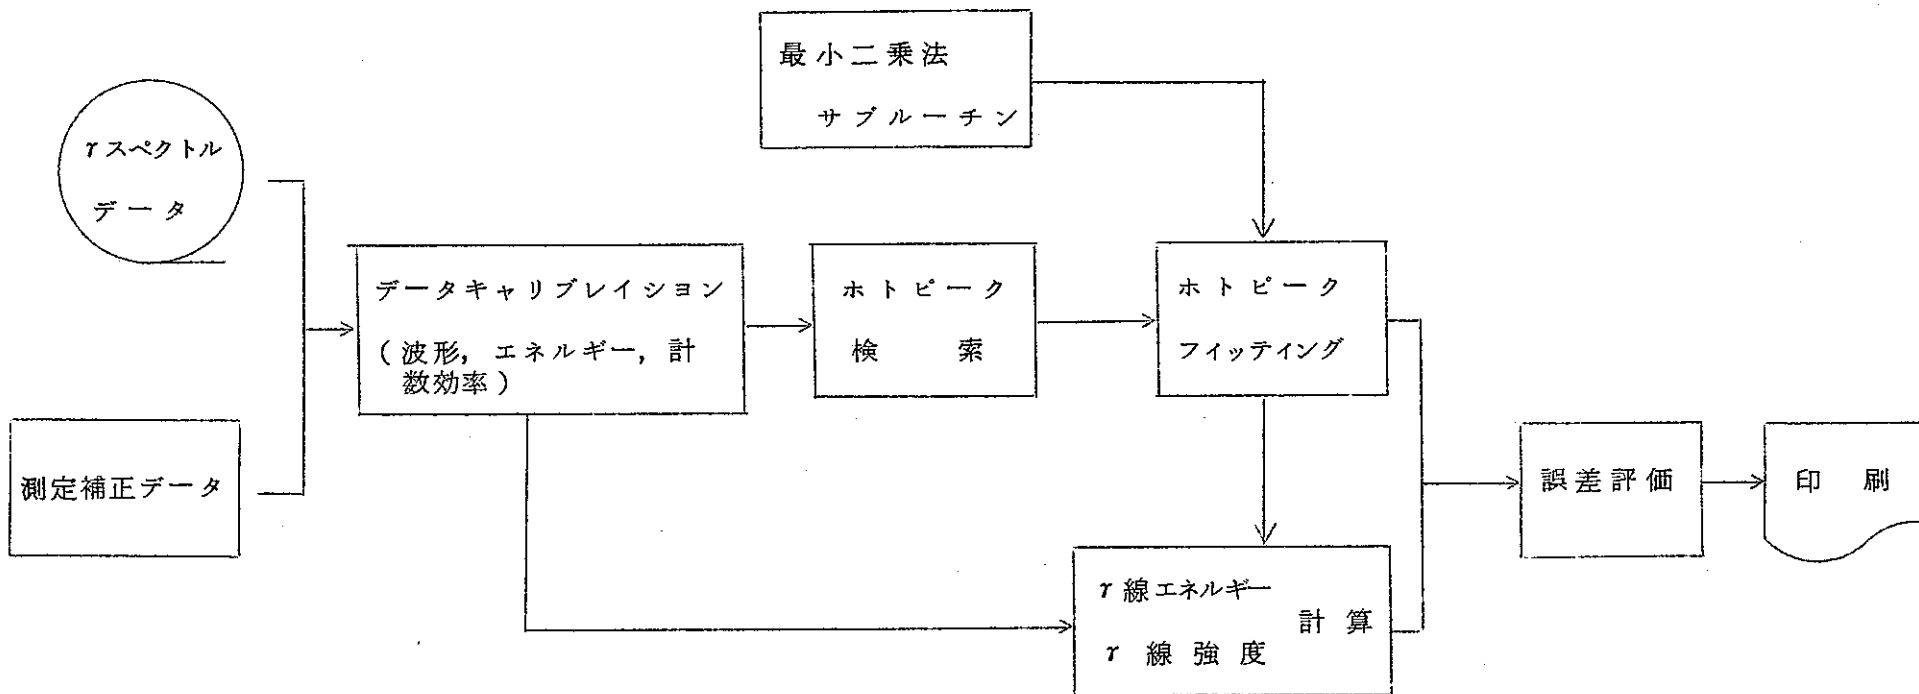 最小二乗法
サブルーチン
γスペクトル
データ
データキャリブレイション
(波形,エネルギー,計
数効率)
ホトピーク
検索
ホトピーク
フィッティング
測定補正データ
誤差評価
印刷
γ線エネルギー
計算
γ線強度